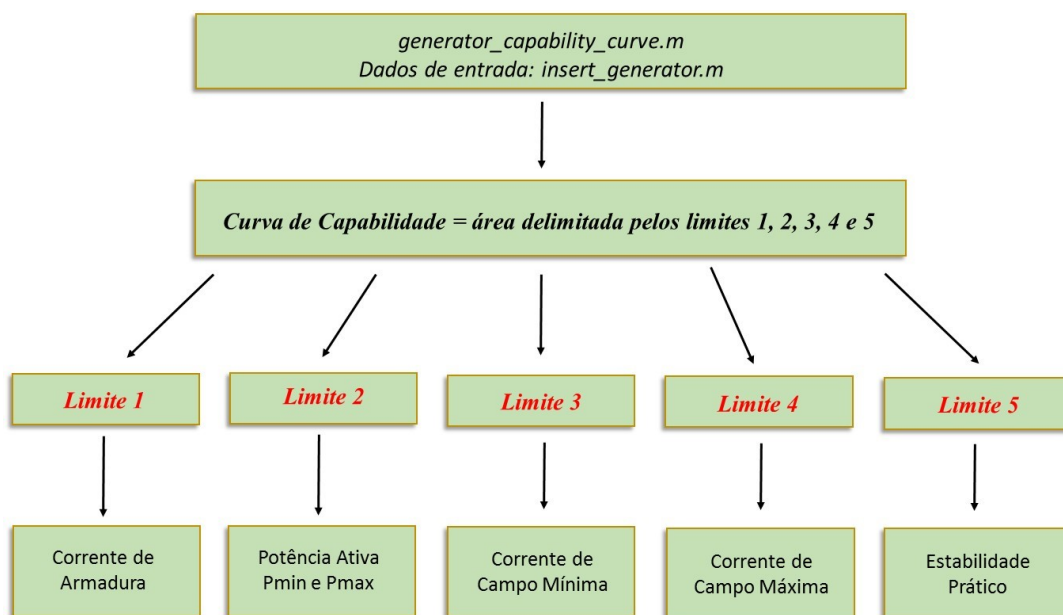 generator_capability_curve.m
Dados de entrada: insert_generator.m
Curva de Capabilidade = área delimitada pelos limites 1, 2, 3, 4 e 5
Limite 1
Limite 2
Limite 3
Limite 4
Limite 5
Corrente de
Armadura
Potência Ativa
Pmin e Pmax
Corrente de
Campo Mínima
Corrente de
Campo Máxima
Estabilidade
Prático